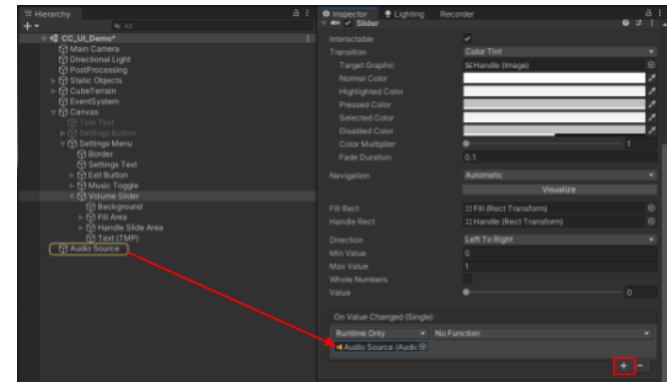 Hierarchy
All
CC_UI_Demo*
Main Camera
Directional Light
PostProcessing
Static Objects
CubeTerrain
EventSystem
Canvas
Title Text
Settings Button
Settings Menu
Border
Settings Text
Exit Button
Music Toggle
Volume Slider
Background
Fill Area
Handle Slide Area
Text (TMP)
Audio Source
Inspector Lighting Recorder
Slider
Interactable
Transition Color Tint
Target Graphic Handle (Image)
Normal Color
Highlighted Color
Pressed Color
Selected Color
Disabled Color
Color Multiplier 1
Fade Duration 0.1
Navigation Automatic
Visualize
Fill Rect Fill (Rect Transform)
Handle Rect Handle (Rect Transform)
Direction Left To Right
Min Value 0
Max Value 1
Whole Numbers
Value 0
On Value Changed (Single)
Runtime Only No Function
Audio Source (Audic